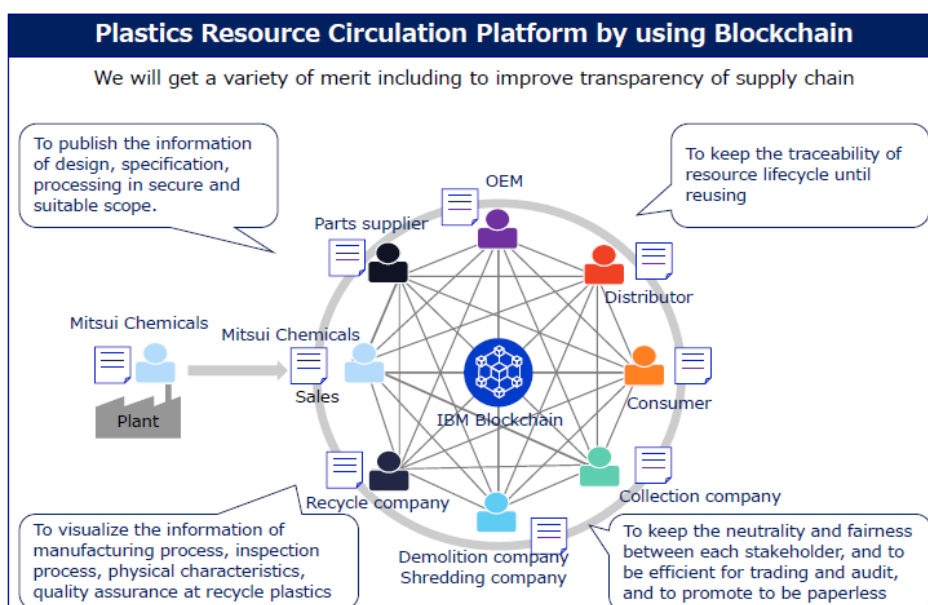 Plastics Resource Circulation Platform by using Blockchain
We will get a variety of merit including to improve transparency of supply chain
To publish the information
of design, specification,
processing in secure and
suitable scope.
To keep the traceability of
resource lifecycle until
reusing
OEM
Parts supplier
Distributor
Mitsui Chemicals
Mitsui Chemicals
Sales
Plant
IBM Blockchain
Consumer
Recycle company
Collection company
Demolition company
Shredding company
To visualize the information of
manufacturing process, inspection
process, physical characteristics,
quality assurance at recycle plastics
To keep the neutrality and fairness
between each stakeholder, and to
be efficient for trading and audit,
and to promote to be paperless